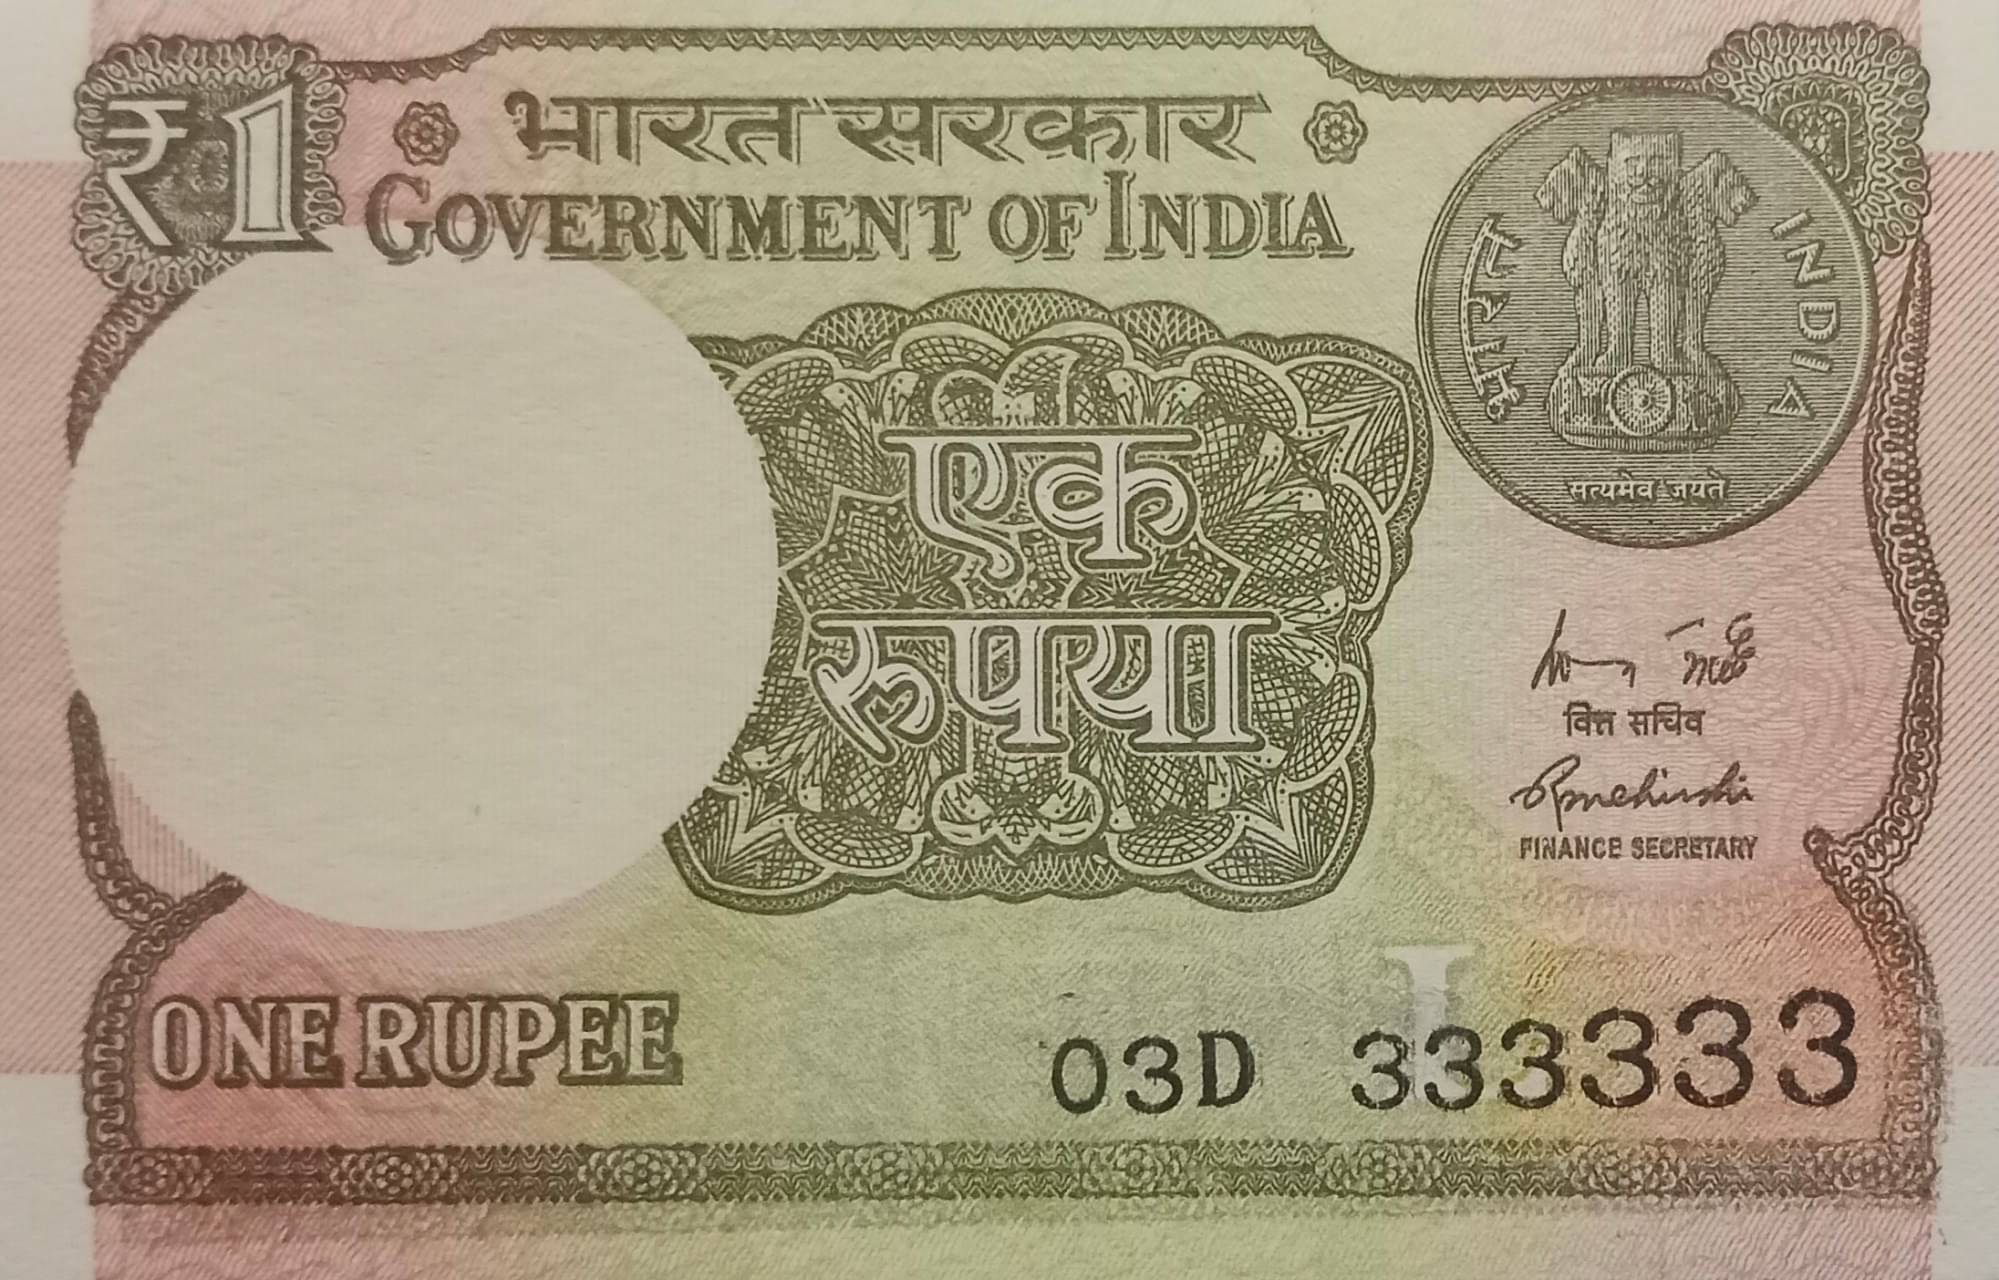 ₹1
भारत सरकार
GOVERNMENT OF INDIA
भारत INDIA
सत्यमेव जयते
एक
रुपया
वित्त सचिव
FINANCE SECRETARY
ONE RUPEE
L
03D 333333